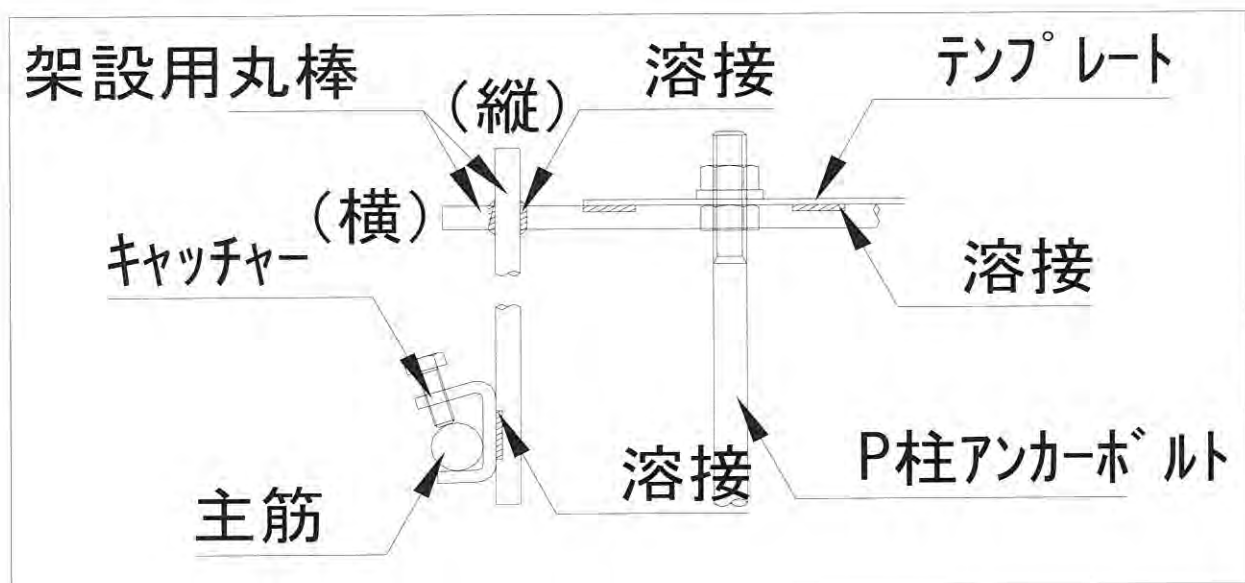 架設用丸棒
(縦)
溶接
テンプレート
(横)
キャッチャー
溶接
主筋
溶接
P柱アンカーボルト